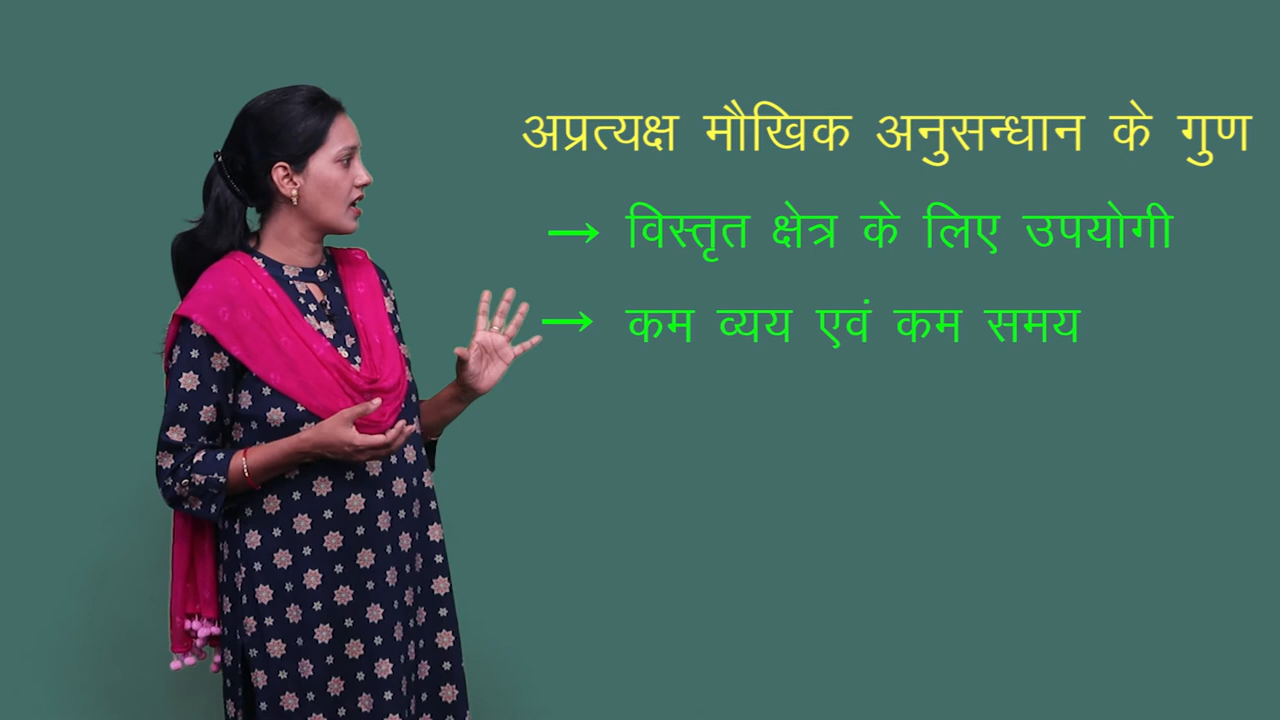 अप्रत्यक्ष मौखिक अनुसन्धान के गुण
→ विस्तृत क्षेत्र के लिए उपयोगी
→ कम व्यय एवं कम समय